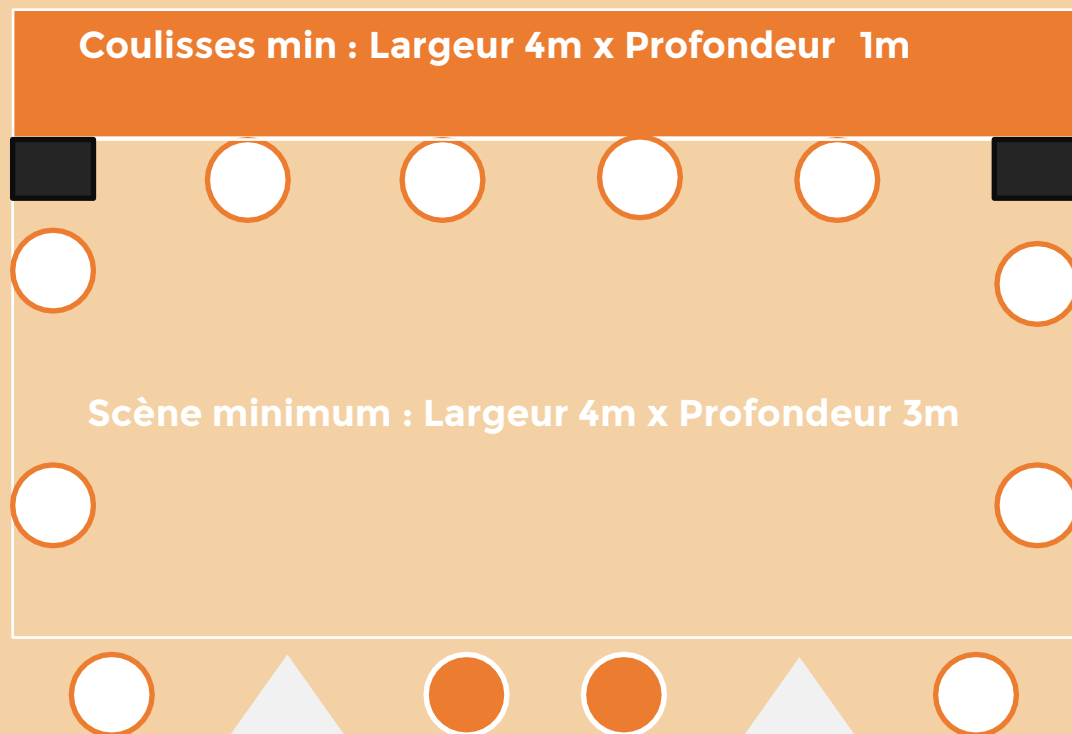 Coulisses min : Largeur 4m x Profondeur 1m
Scène minimum : Largeur 4m x Profondeur 3m